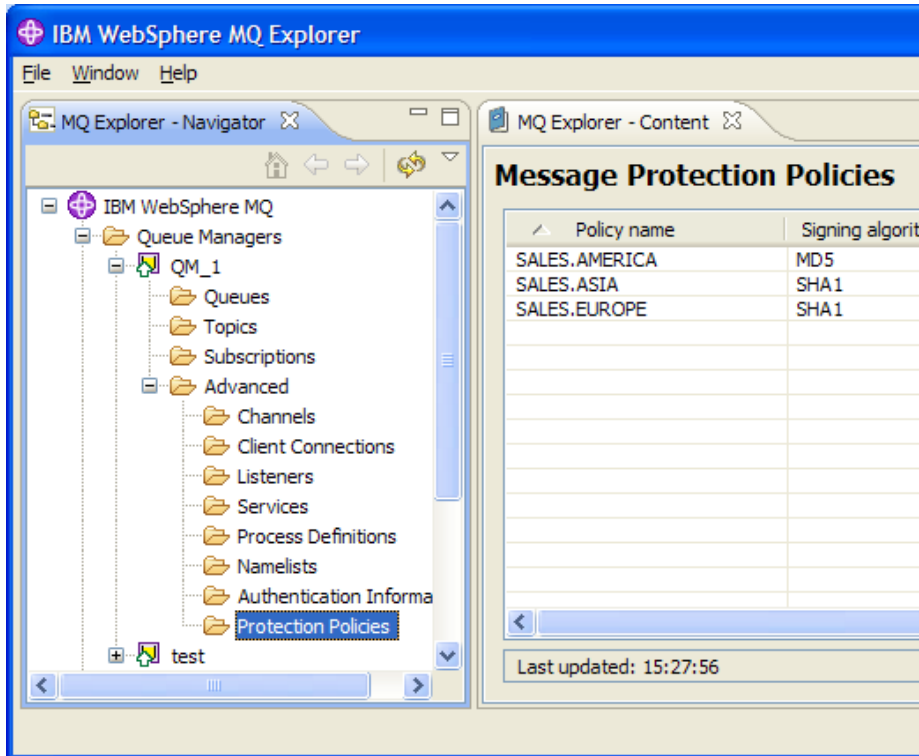 IBM WebSphere MQ Explorer
File Window Help
MQ Explorer - Navigator
IBM WebSphere MQ
Queue Managers
QM_1
Queues
Topics
Subscriptions
Advanced
Channels
Client Connections
Listeners
Services
Process Definitions
Namelists
Authentication Informa
Protection Policies
test
MQ Explorer - Content
Message Protection Policies
Policy name Signing algorit
SALES.AMERICA MD5
SALES.ASIA SHA1
SALES.EUROPE SHA1
Last updated: 15:27:56